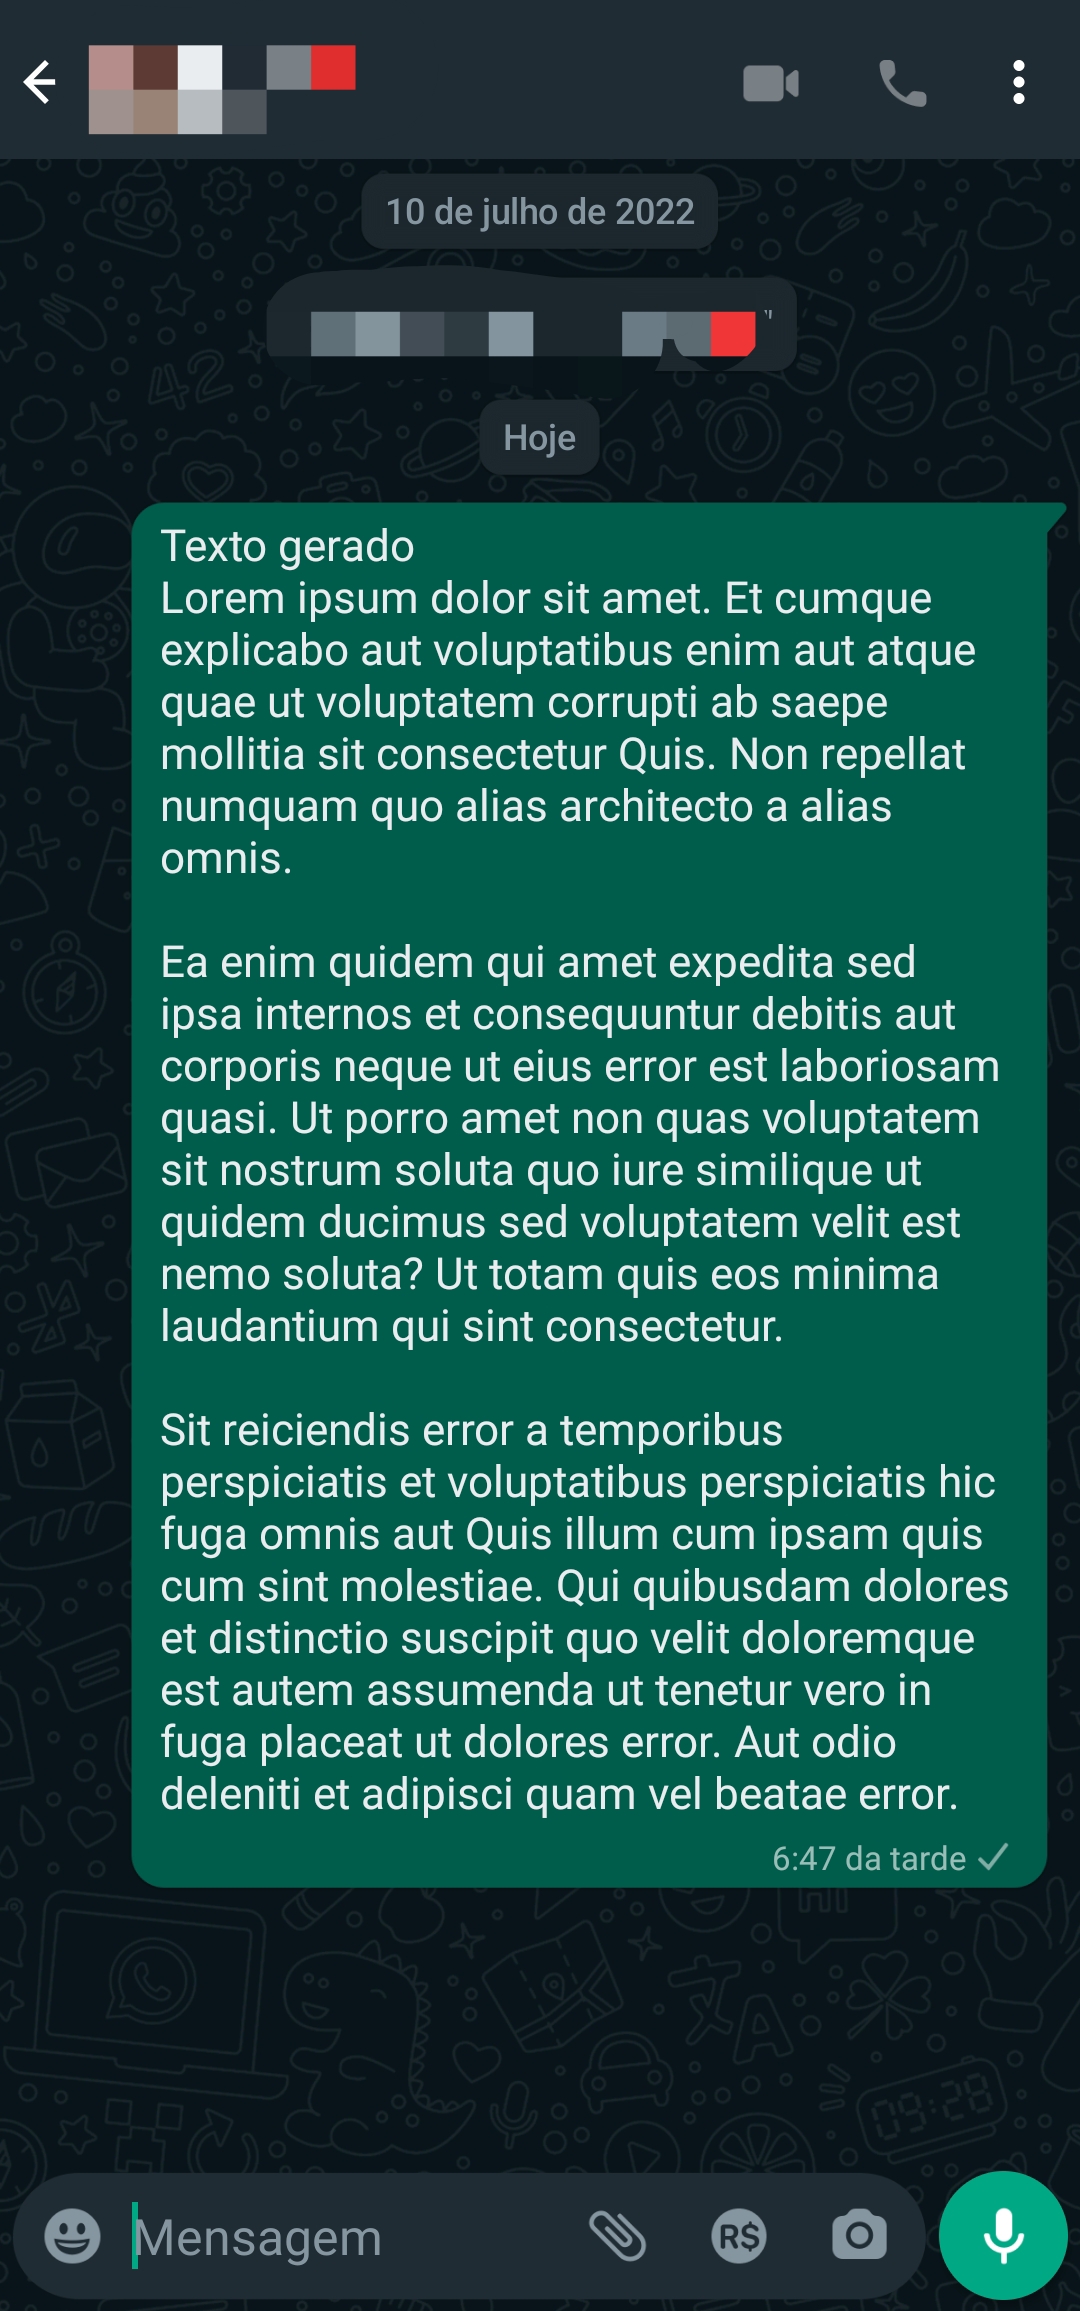 10 de julho de 2022
Hoje
Texto gerado
Lorem ipsum dolor sit amet. Et cumque
explicabo aut voluptatibus enim aut atque
quae ut voluptatem corrupti ab saepe
mollitia sit consectetur Quis. Non repellat
numquam quo alias architecto a alias
omnis.
Ea enim quidem qui amet expedita sed
ipsa internos et consequuntur debitis aut
corporis neque ut eius error est laboriosam
quasi. Ut porro amet non quas voluptatem
sit nostrum soluta quo iure similique ut
quidem ducimus sed voluptatem velit est
nemo soluta? Ut totam quis eos minima
laudantium qui sint consectetur.
Sit reiciendis error a temporibus
perspiciatis et voluptatibus perspiciatis hic
fuga omnis aut Quis illum cum ipsam quis
cum sint molestiae. Qui quibusdam dolores
et distinctio suscipit quo velit doloremque
est autem assumenda ut tenetur vero in
fuga placeat ut dolores error. Aut odio
deleniti et adipisci quam vel beatae error.
6:47 da tarde
Mensagem
R$